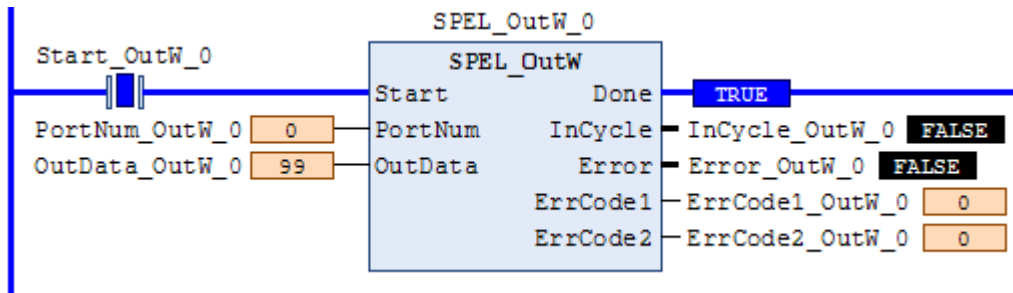 SPEL_OutW_0
Start_OutW_0 SPEL_OutW
Start Done TRUE
PortNum_OutW_0 0 PortNum InCycle InCycle_OutW_0 FALSE
OutData_OutW_0 99 OutData Error Error_OutW_0 FALSE
ErrCode1 ErrCode1_OutW_0 0
ErrCode2 ErrCode2_OutW_0 0